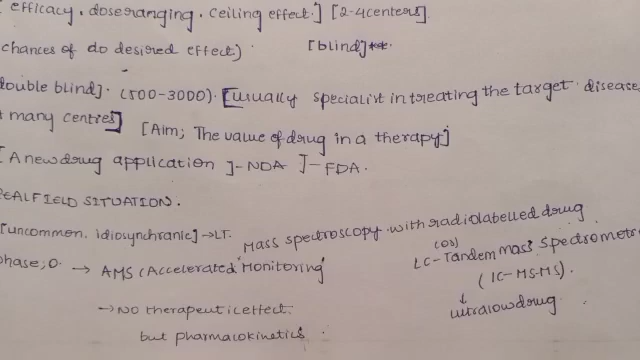 efficacy, doseranging, ceiling effect.] [2-4centers].
chances of do desired effect) [blind]
double blind]. (500-3000). [usually specialist in treating the target disease,
many centres] [Aim; The value of drug in a therapy]
[A new drug application ]-NDA ]-FDA.
REALFIELD SITUATION.
[uncommon, idiosynchranic] →LT.
Mass spectroscopy with radiolabelled drug
(or)
phase;0. → AMS (Accelerated Monitoring LC-Tandem mass spectrometr
(LC-MS-MS).
→NO therapeutic effect. ↓ ultralowdrug.
but pharmacokinetics.